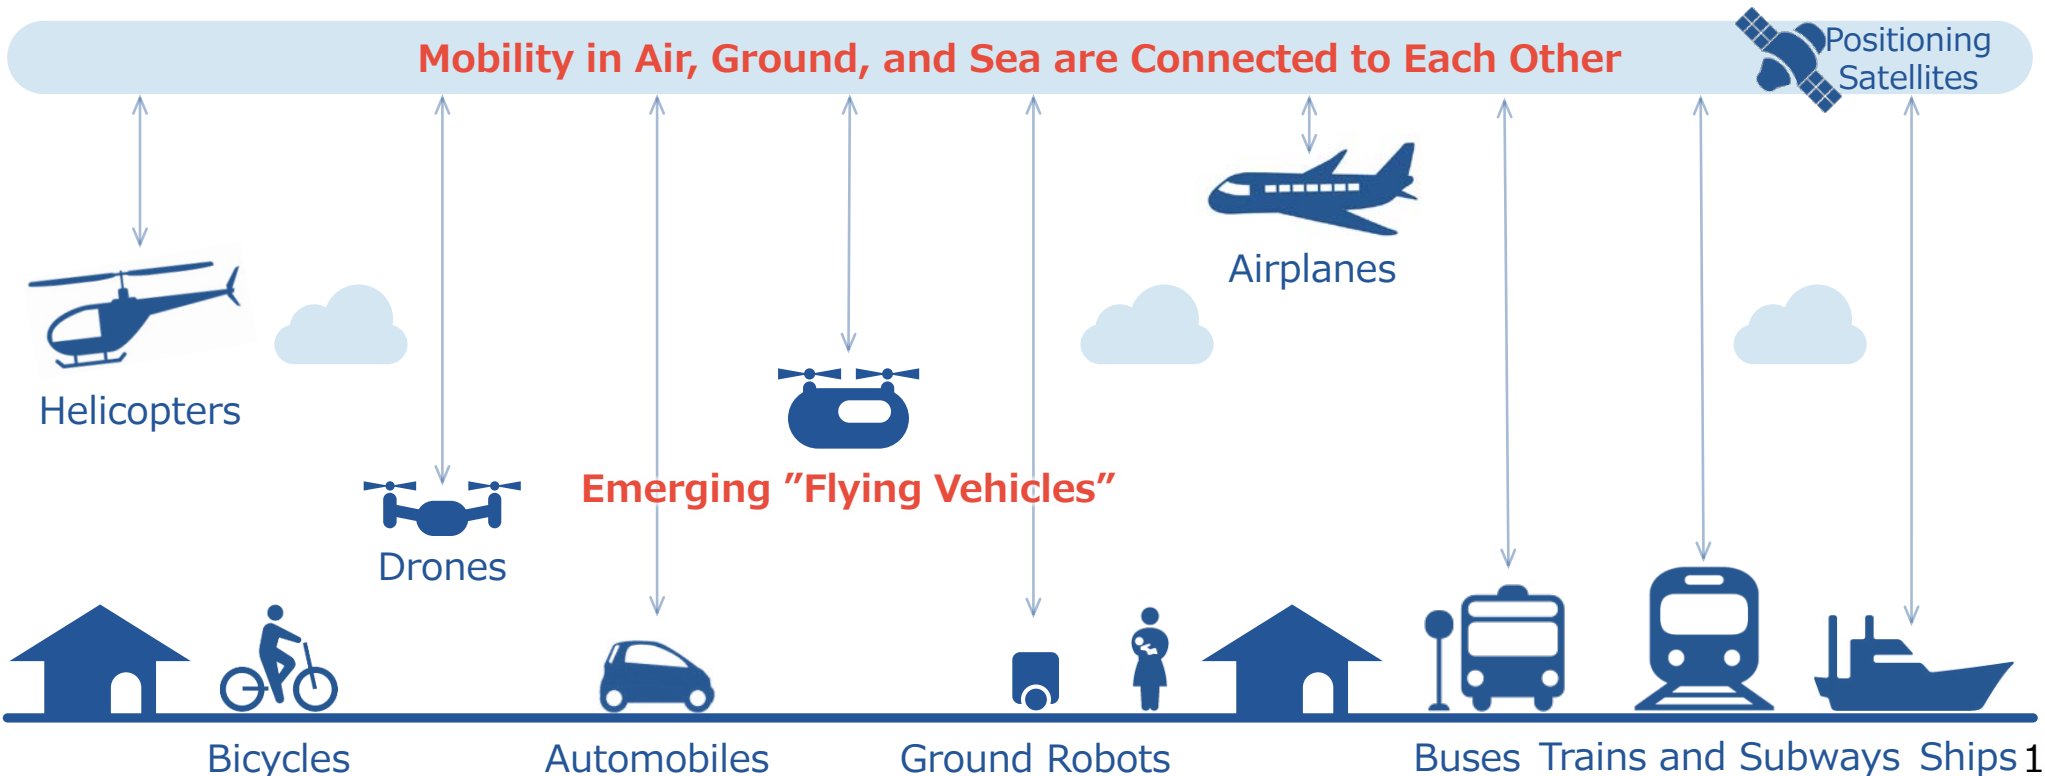 Mobility in Air, Ground, and Sea are Connected to Each Other
Positioning
Satellites
Airplanes
Helicopters
Emerging ”Flying Vehicles”
Drones
Bicycles
Automobiles
Ground Robots
Buses
Trains and Subways
Ships
1